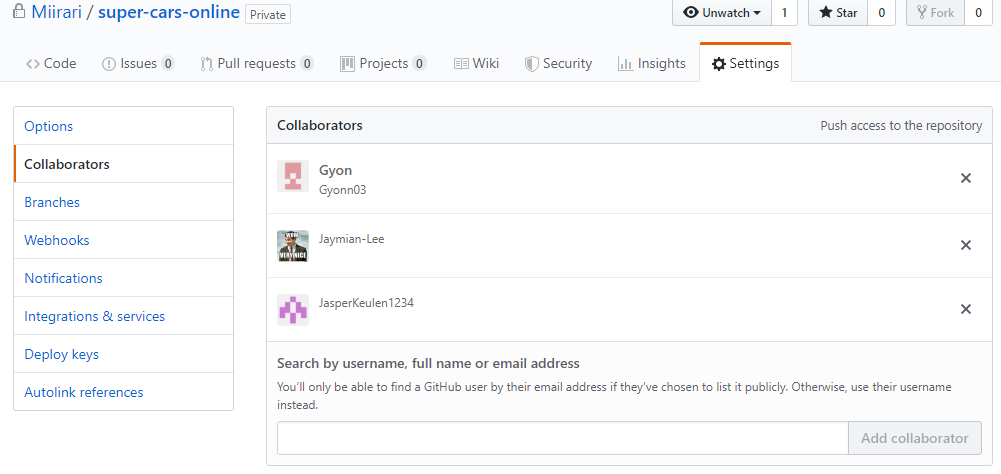 Miirari / super-cars-online Private Unwatch 1 Star 0 Fork 0
Code Issues 0 Pull requests 0 Projects 0 Wiki Security Insights Settings
Options
Collaborators
Branches
Webhooks
Notifications
Integrations & services
Deploy keys
Autolink references
Collaborators Push access to the repository
Gyon
Gyonn03
Jaymian-Lee
WOW
VERY NICE
JasperKeulen1234
Search by username, full name or email address
You'll only be able to find a GitHub user by their email address if they've chosen to list it publicly. Otherwise, use their username
instead.
Add collaborator